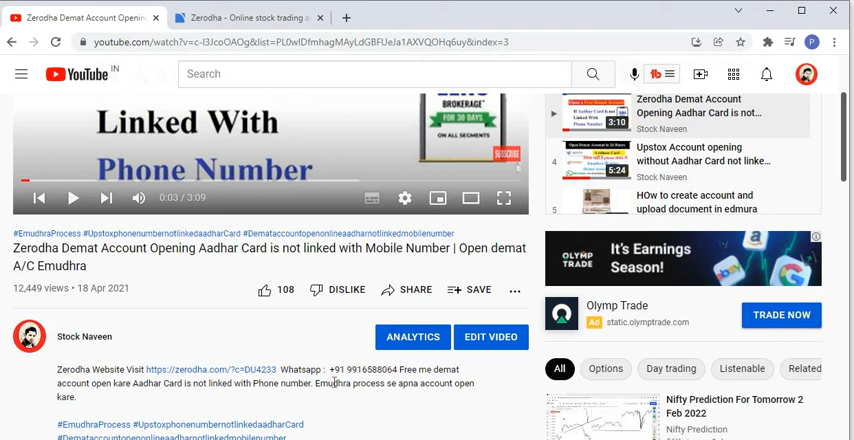 Zerodha Demat Account Opening
Zerodha - Online stock trading a
youtube.com/watch?v=c-I3JcoOAOg&list=PL0wIDfmhagMAyLdGBFUeJa1AXVQOHq6uy&index=3
P
YouTube IN
Search
BROKERAGE
FOR 30 DAYS
ON ALL SEGMENTS
Linked With
Phone Number
SUBSCRIBE
0:03 / 3:09
#EmudhraProcess #UpstoxphonenumbernotlinkedaadharCard #Demataccountopenonlineaadharnotlinkedmobilenumber
Zerodha Demat Account Opening Aadhar Card is not linked with Mobile Number | Open demat
A/C Emudhra
12,449 views • 18 Apr 2021
108
DISLIKE
SHARE
SAVE
Stock Naveen
ANALYTICS
EDIT VIDEO
Zerodha Website Visit https://zerodha.com/?c=DU4233 Whatsapp : +91 9916588064 Free me demat
account open kare Aadhar Card is not linked with Phone number. Emudhra process se apna account open
kare.
#EmudhraProcess #UpstoxphonenumbernotlinkedaadharCard
#Demataccountopenonlineaadharnotlinkedmobilenumber
3:10
Zerodha Demat Account
Opening Aadhar Card is not...
Stock Naveen
4
5:24
Upstox Account opening
without Aadhar Card not linke...
Stock Naveen
5
HOw to create account and
upload document in edmura
OLYMP
TRADE
It's Earnings
Season!
ebay
Olymp Trade
Ad static.olymptrade.com
TRADE NOW
All
Options
Day trading
Listenable
Related
Nifty Prediction For Tomorrow 2
Feb 2022
Nifty Prediction